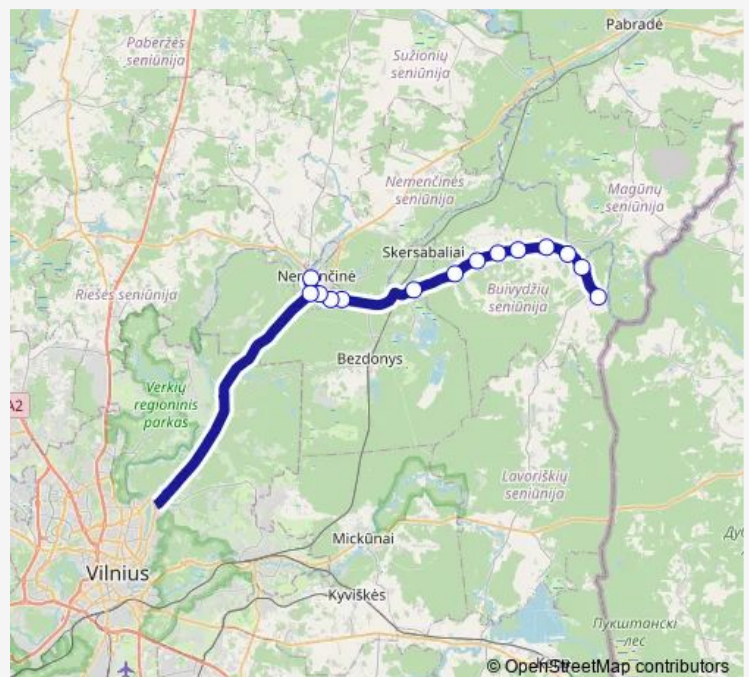 Pabradė
Paberžės
seniūnija
Sužionių
seniūnija
Nemenčinės
seniūnija
Magūnų
seniūnija
Skersabaliai
Nemenčinė
Riešės seniūnija
Buivydžių
seniūnija
Bezdonys
Verkių
regioninis
parkas
A2
Lavoriškių
seniūnija
Mickūnai
Vilnius
Kyviškės
Пукштанскі
лес
© OpenStreetMap contributors